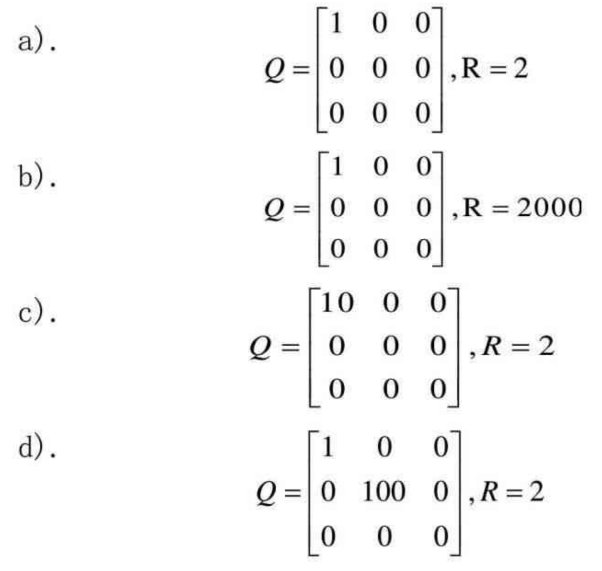 a).
Q = [1 0 0
0 0 0
0 0 0] , R = 2
b).
Q = [1 0 0
0 0 0
0 0 0] , R = 2000
c).
Q = [10 0 0
0 0 0
0 0 0] , R = 2
d).
Q = [1 0 0
0 100 0
0 0 0] , R = 2